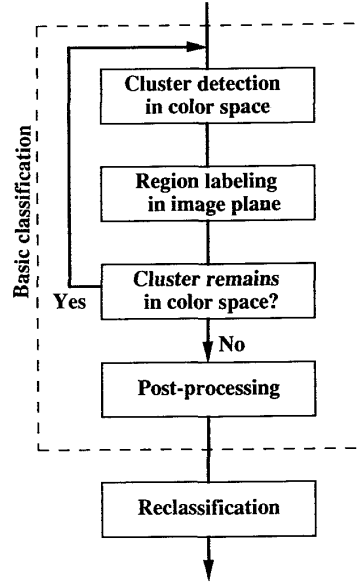 Cluster detection
in color space
Region labeling
in image plane
Cluster remains
in color space?
Yes
No
Post-processing
Basic classification
Reclassification